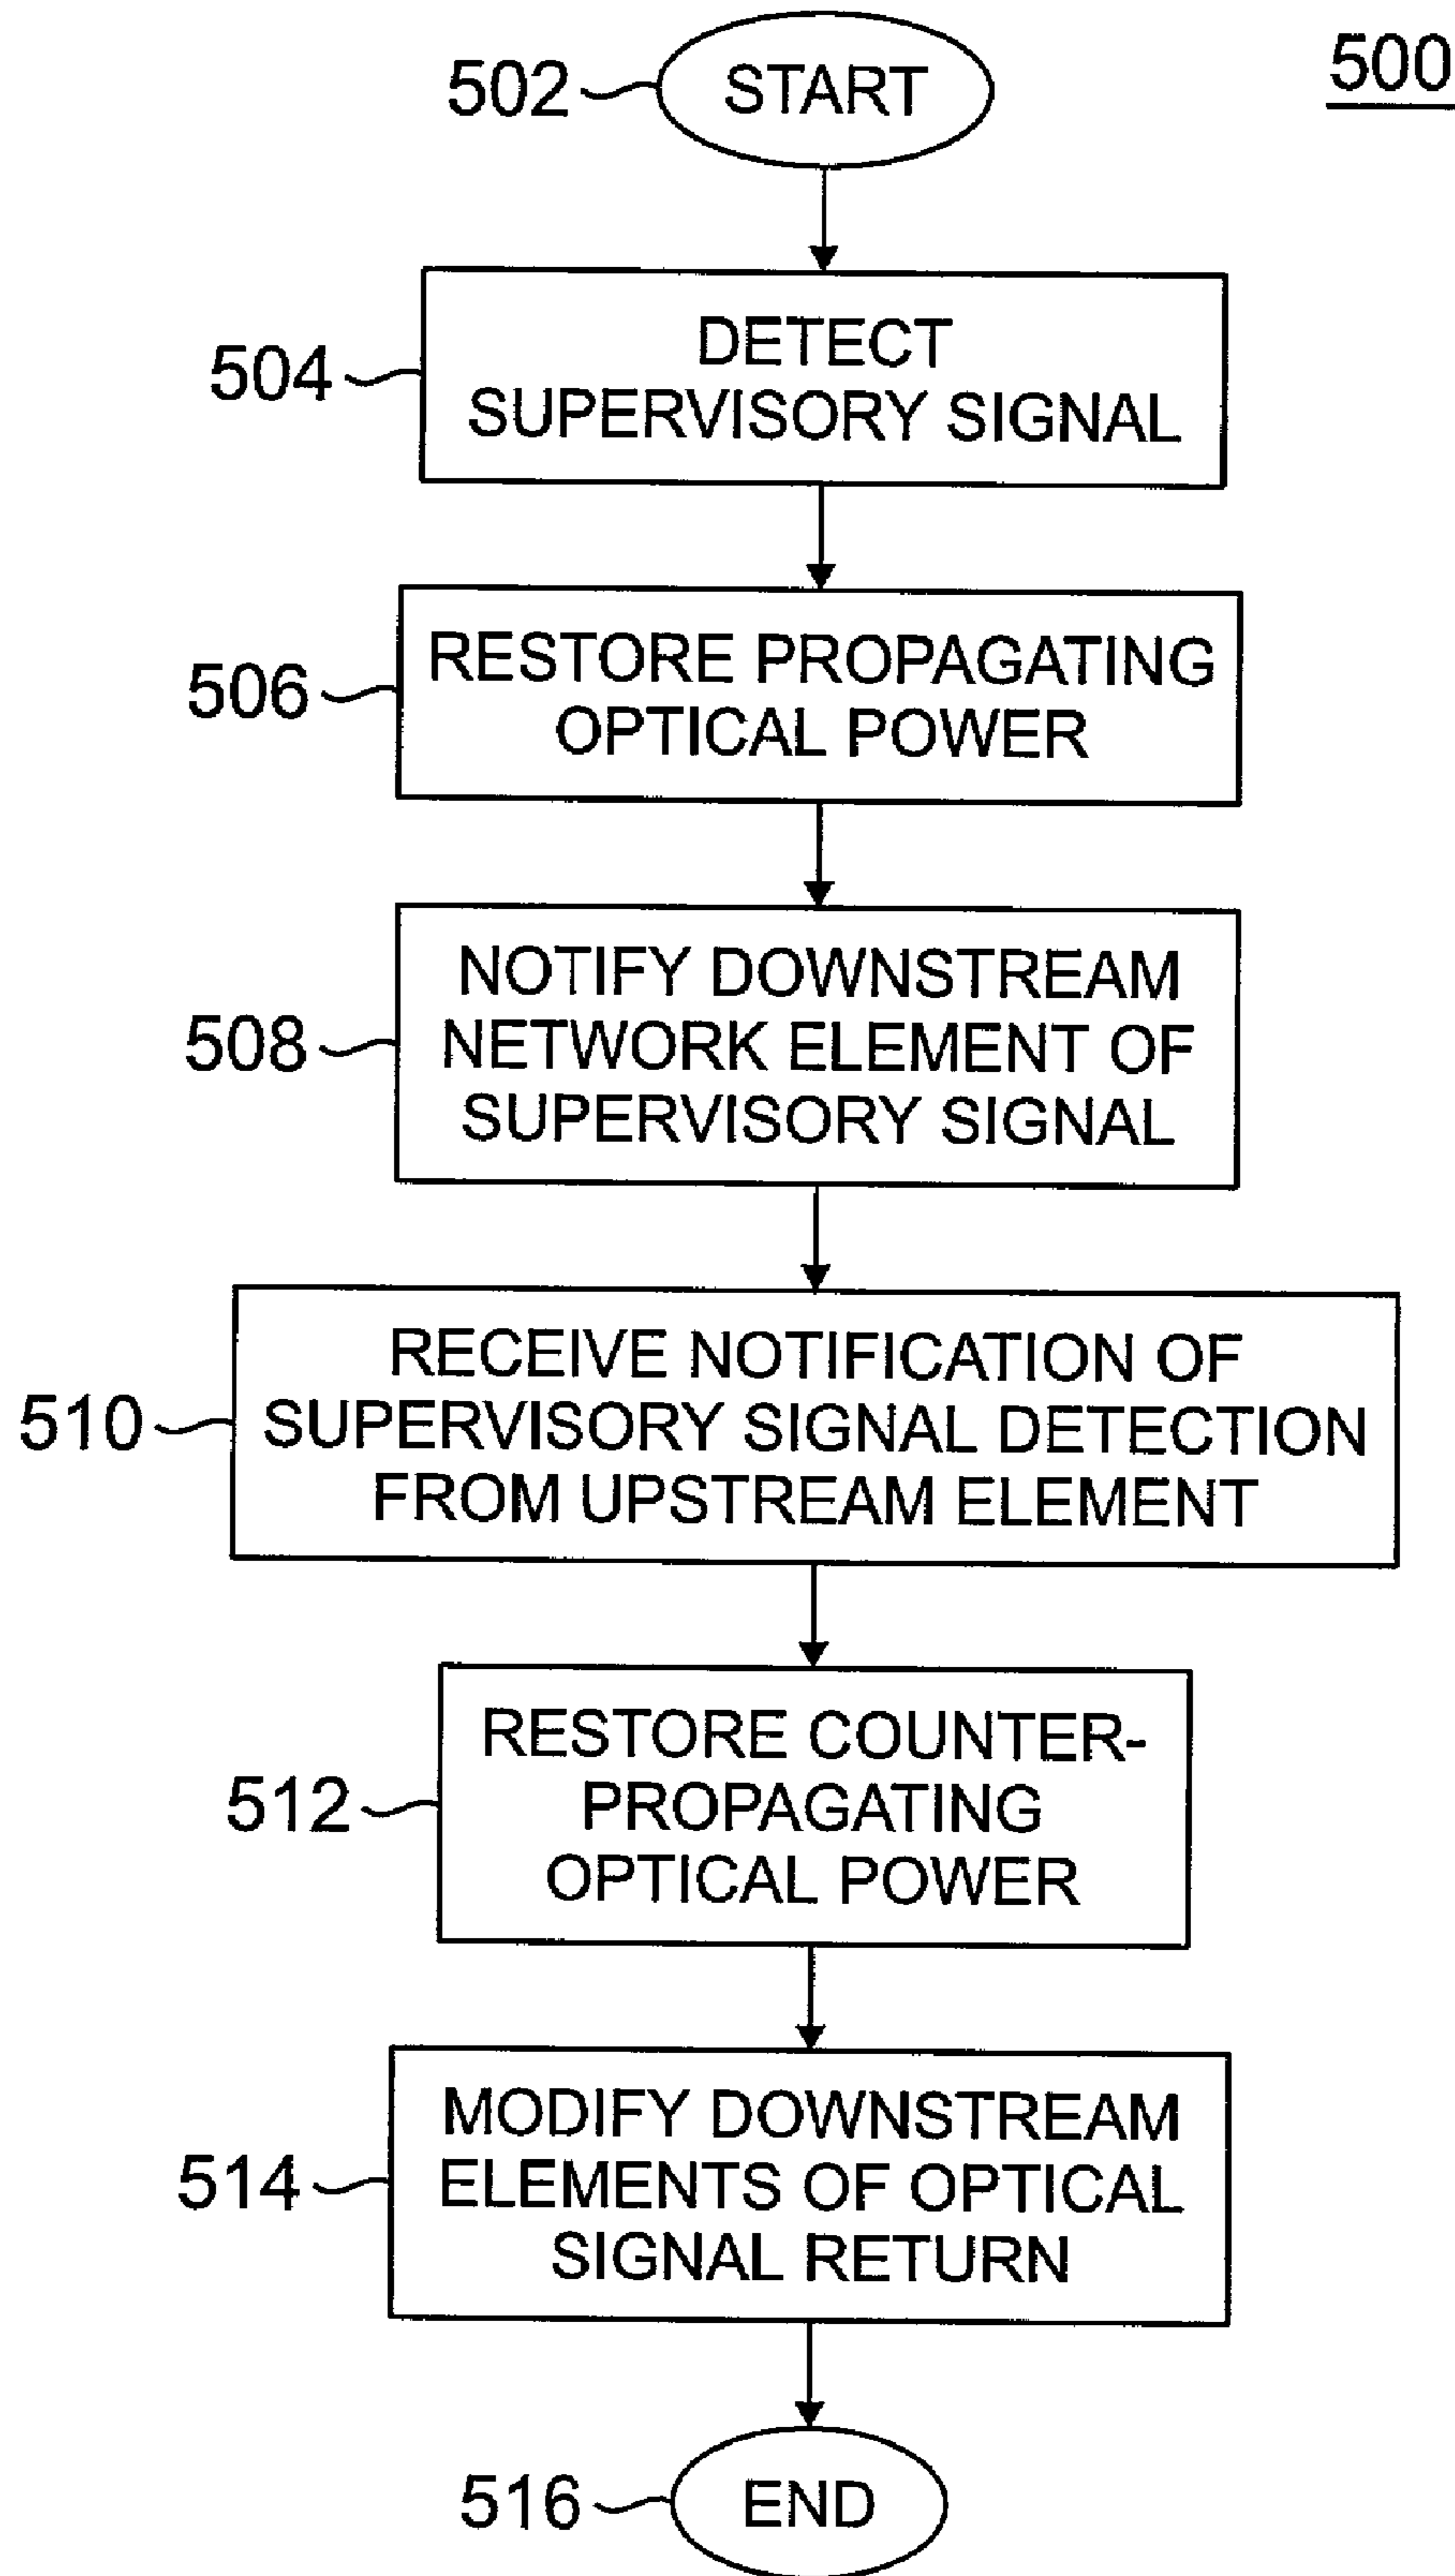 500
502
START
504
DETECT
SUPERVISORY SIGNAL
506
RESTORE PROPAGATING
OPTICAL POWER
508
NOTIFY DOWNSTREAM
NETWORK ELEMENT OF
SUPERVISORY SIGNAL
510
RECEIVE NOTIFICATION OF
SUPERVISORY SIGNAL DETECTION
FROM UPSTREAM ELEMENT
512
RESTORE COUNTER-
PROPAGATING
OPTICAL POWER
514
MODIFY DOWNSTREAM
ELEMENTS OF OPTICAL
SIGNAL RETURN
516
END